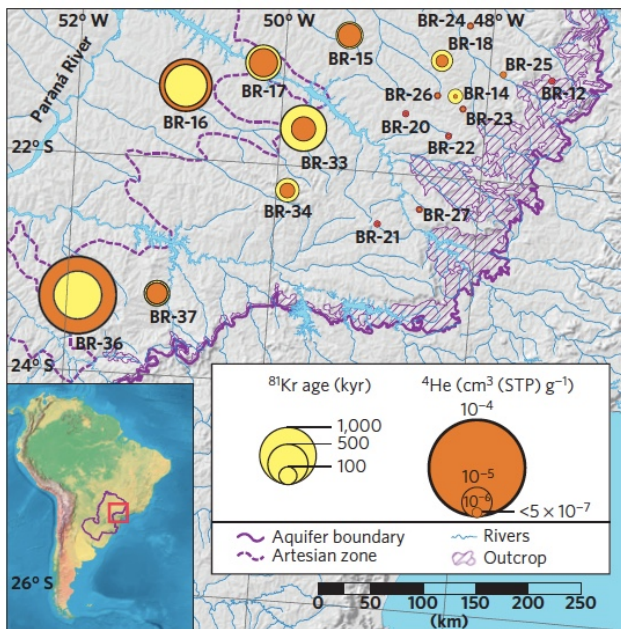 52° W
50° W
BR-24
48° W
BR-15
BR-18
BR-25
Paraná River
BR-17
BR-16
BR-26
BR-14
BR-12
BR-23
BR-20
22° S
BR-33
BR-22
BR-34
BR-27
BR-21
BR-37
BR-36
24° S
⁸¹Kr age (kyr)
⁴He (cm³ (STP) g⁻¹)
1,000
500
100
10⁻⁴
10⁻⁵
10⁻⁶
<5 × 10⁻⁷
Aquifer boundary
Rivers
Artesian zone
Outcrop
26° S
0 50 100 150 200 250
(km)